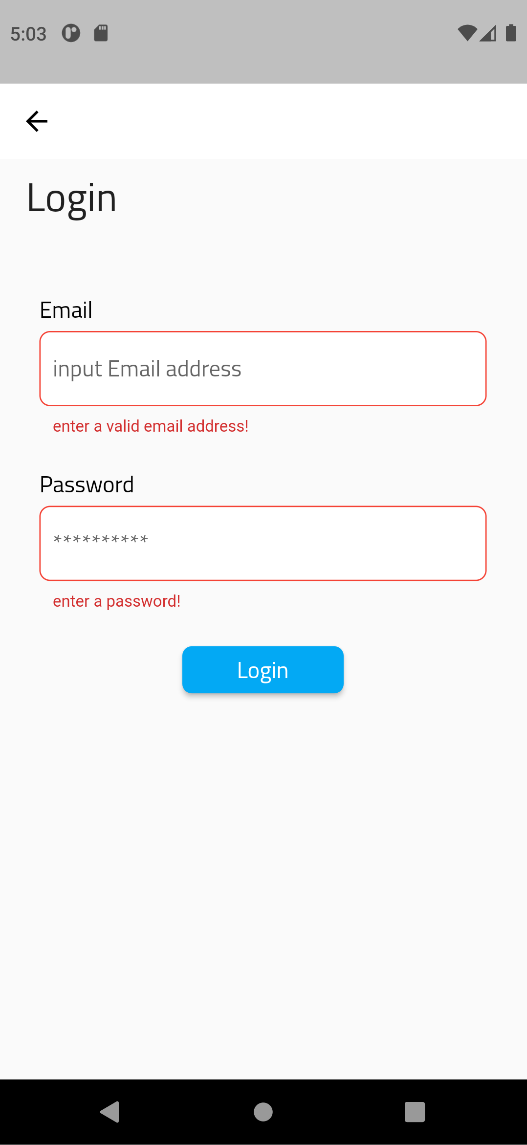 5:03
Login
Email
input Email address
enter a valid email address!
Password
**********
enter a password!
Login